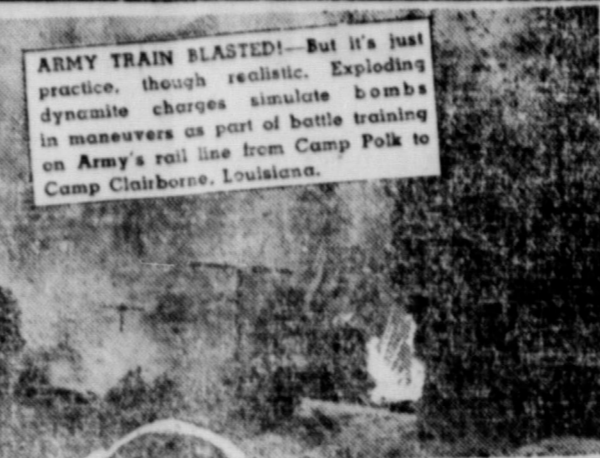 ARMY TRAIN BLASTED!—But it's just
practice, though realistic. Exploding
dynamite charges simulate bombs
in maneuvers as part of battle training
on Army's rail line from Camp Polk to
Camp Clairborne, Louisiana.